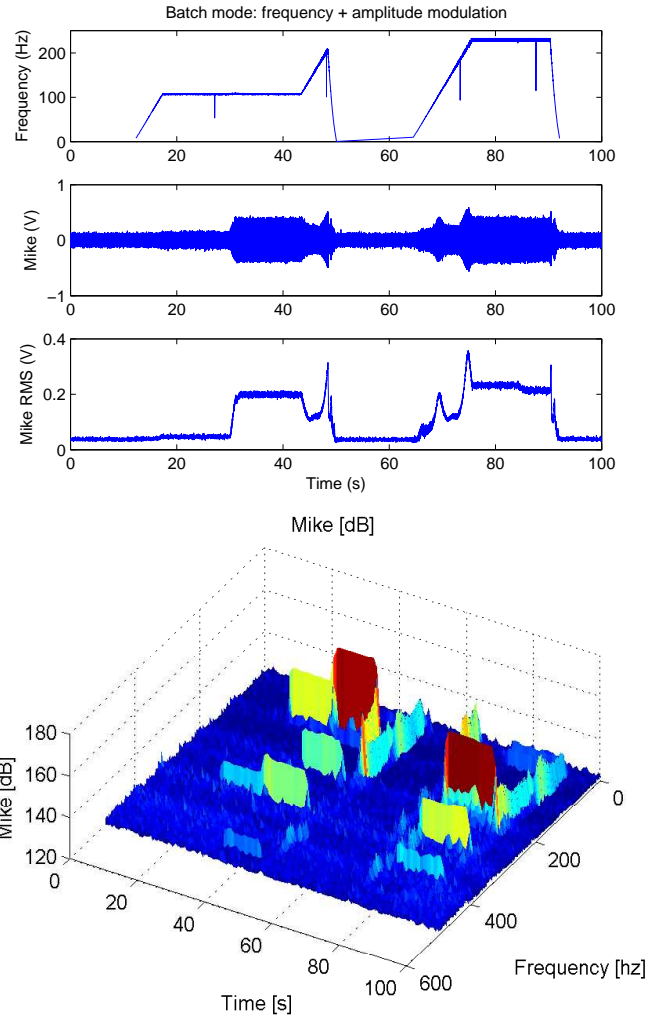 Batch mode: frequency + amplitude modulation
Frequency (Hz)
200
100
0
0 20 40 60 80 100
Mike (V)
1
0
−1
0 20 40 60 80 100
Mike RMS (V)
0.4
0.2
0
0 20 40 60 80 100
Time (s)
Mike [dB]
Mike [dB]
180
160
140
120
0
20
40
60
80
100
Time [s]
0
200
400
600
Frequency [hz]